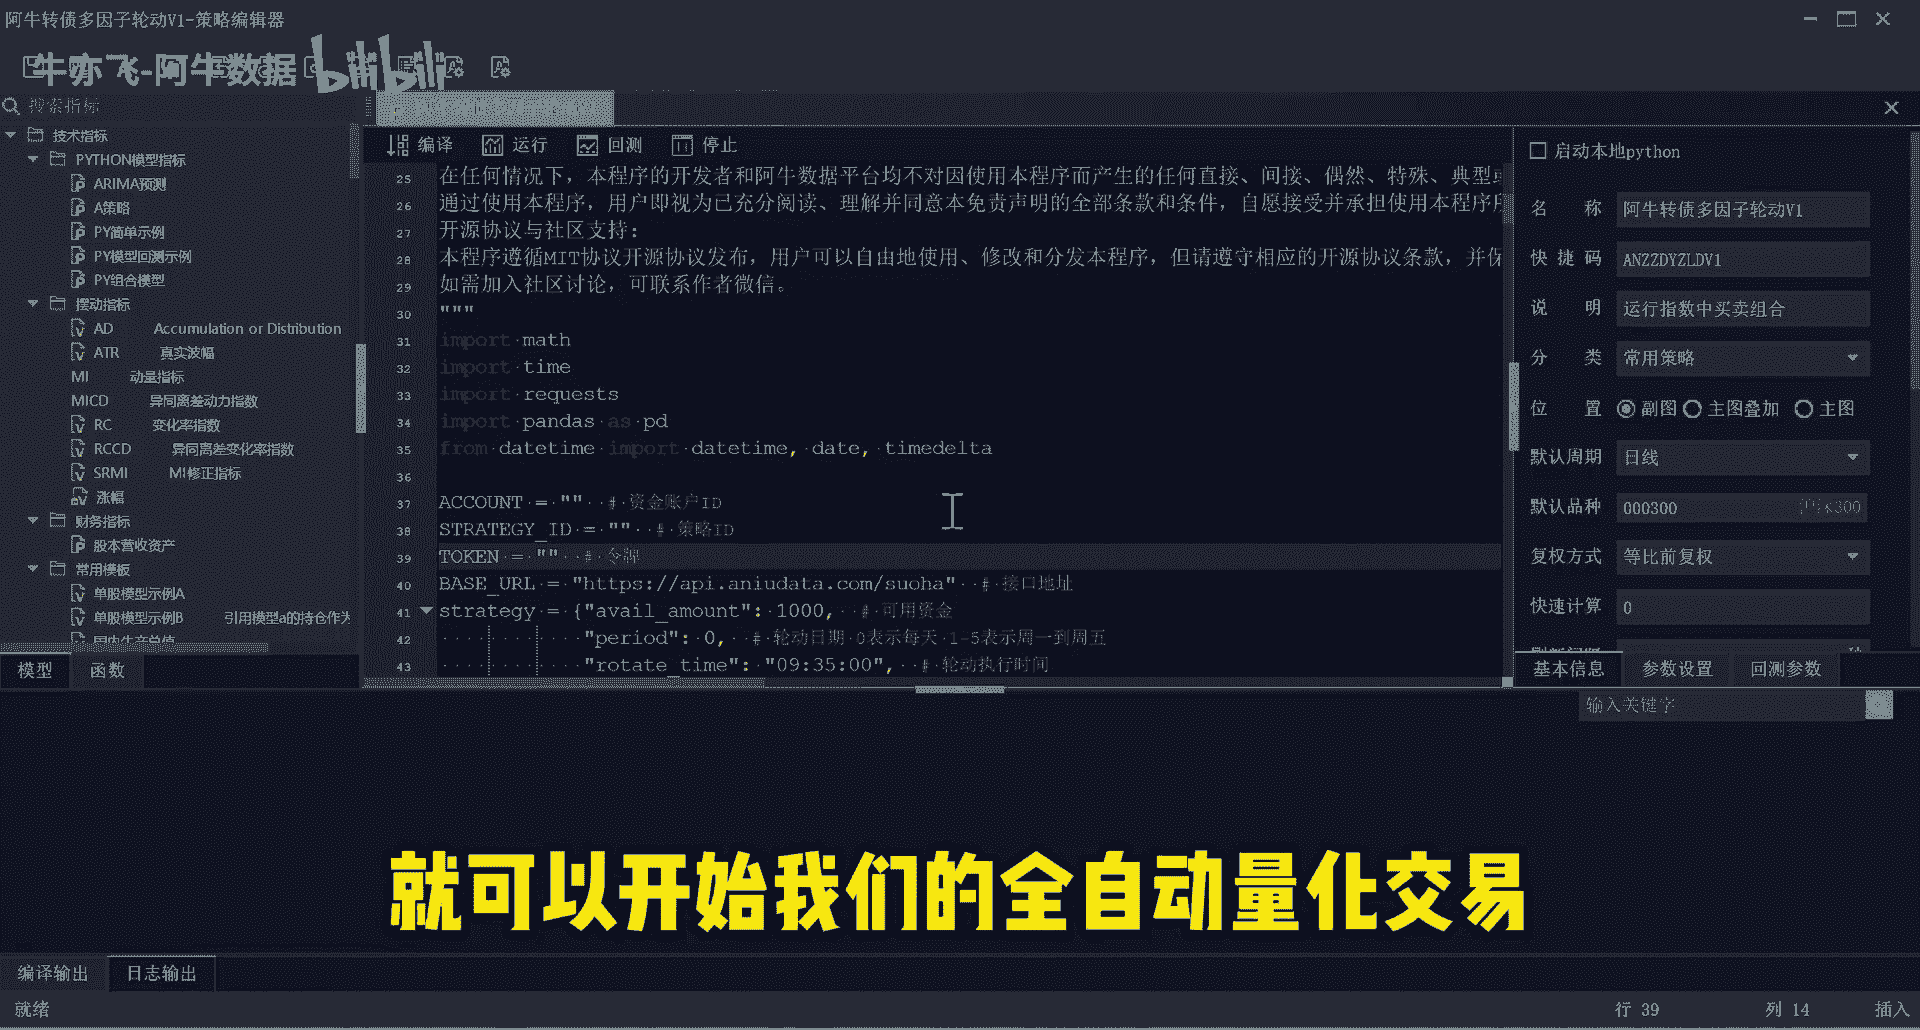 阿牛转债多因子轮动V1-策略编辑器
牛亦飞-阿牛数据 bilibili
搜索指标
技术指标
PYTHON模型指标
ARIMA预测
A策略
PY简单示例
PY模型回测示例
PY组合模型
摆动指标
AD Accumulation or Distribution
ATR 真实波幅
MI 动量指标
MICD 异同离差动力指数
RC 变化率指数
RCCD 异同离差变化率指数
SRMI MI修正指标
涨幅
财务指标
股本营收资产
常用模板
单股模型示例A
单股模型示例B 引用模型a的持仓作为
国内生产总值
模型 函数
编译 运行 回测 停止
25 在任何情况下，本程序的开发者和阿牛数据平台均不对因使用本程序而产生的任何直接、间接、偶然、特殊、典型或
26 通过使用本程序，用户即视为已充分阅读、理解并同意本免责声明的全部条款和条件，自愿接受并承担使用本程序所
27 开源协议与社区支持：
28 本程序遵循MIT协议开源协议发布，用户可以自由地使用、修改和分发本程序，但请遵守相应的开源协议条款，并保
29 如需加入社区讨论，可联系作者微信。
30 """
31 import math
32 import time
33 import requests
34 import pandas as pd
35 from datetime import datetime, date, timedelta
36
37 ACCOUNT = "" # 资金账户ID
38 STRATEGY_ID = "" # 策略ID
39 TOKEN = "" # 令牌
40 BASE_URL = "https://api.aniudata.com/suoha" # 接口地址
41 strategy = {"avail_amount": 1000, # 可用资金
42 "period": 0, # 轮动日期 0表示每天 1-5表示周一到周五
43 "rotate_time": "09:35:00", # 轮动执行时间
启动本地python
名称 阿牛转债多因子轮动V1
快捷码 ANZZDYZLDV1
说明 运行指数中买卖组合
分类 常用策略
位置 副图 主图叠加 主图
默认周期 日线
默认品种 000300
复权方式 等比前复权
快速计算 0
基本信息 参数设置 回测参数
输入关键字
就可以开始我们的全自动量化交易
编译输出 日志输出
就绪
行 39 列 14 插入